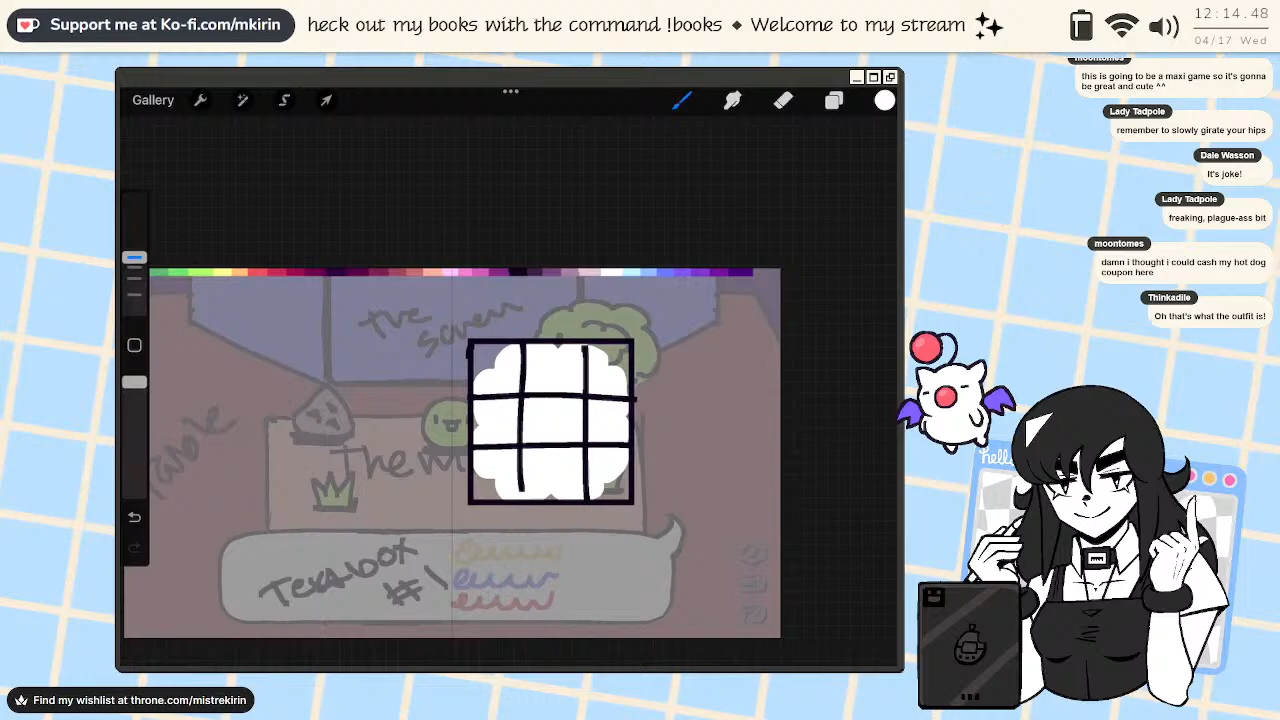 Support me at Ko-fi.com/mkirin
heck out my books with the command !books ◆ Welcome to my stream
12:14.48
04/17 Wed
Gallery
moontomes
this is going to be a maxi game so it's gonna
be great and cute ^^
Lady Tadpole
remember to slowly girate your hips
Dale Wasson
It's joke!
Lady Tadpole
freaking, plague-ass bit
moontomes
damn i thought i could cash my hot dog
coupon here
Thinkadile
Oh that's what the outfit is!
The
Textbox
#1
Find my wishlist at throne.com/mistrekirin